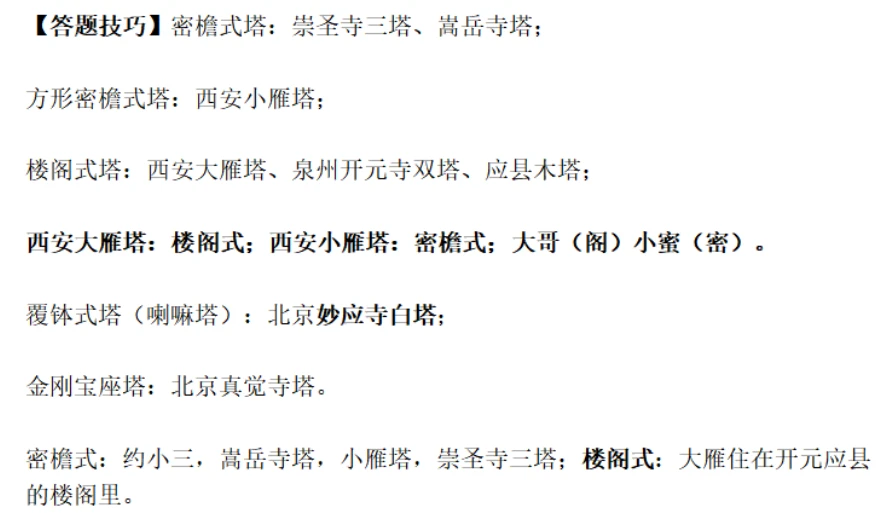 【答题技巧】密檐式塔：崇圣寺三塔、嵩岳寺塔；
方形密檐式塔：西安小雁塔；
楼阁式塔：西安大雁塔、泉州开元寺双塔、应县木塔；
西安大雁塔：楼阁式；西安小雁塔：密檐式；大哥（阁）小蜜（密）。
覆钵式塔（喇嘛塔）：北京妙应寺白塔；
金刚宝座塔：北京真觉寺塔。
密檐式：约小三，嵩岳寺塔，小雁塔，崇圣寺三塔；楼阁式：大雁住在开元应县
的楼阁里。